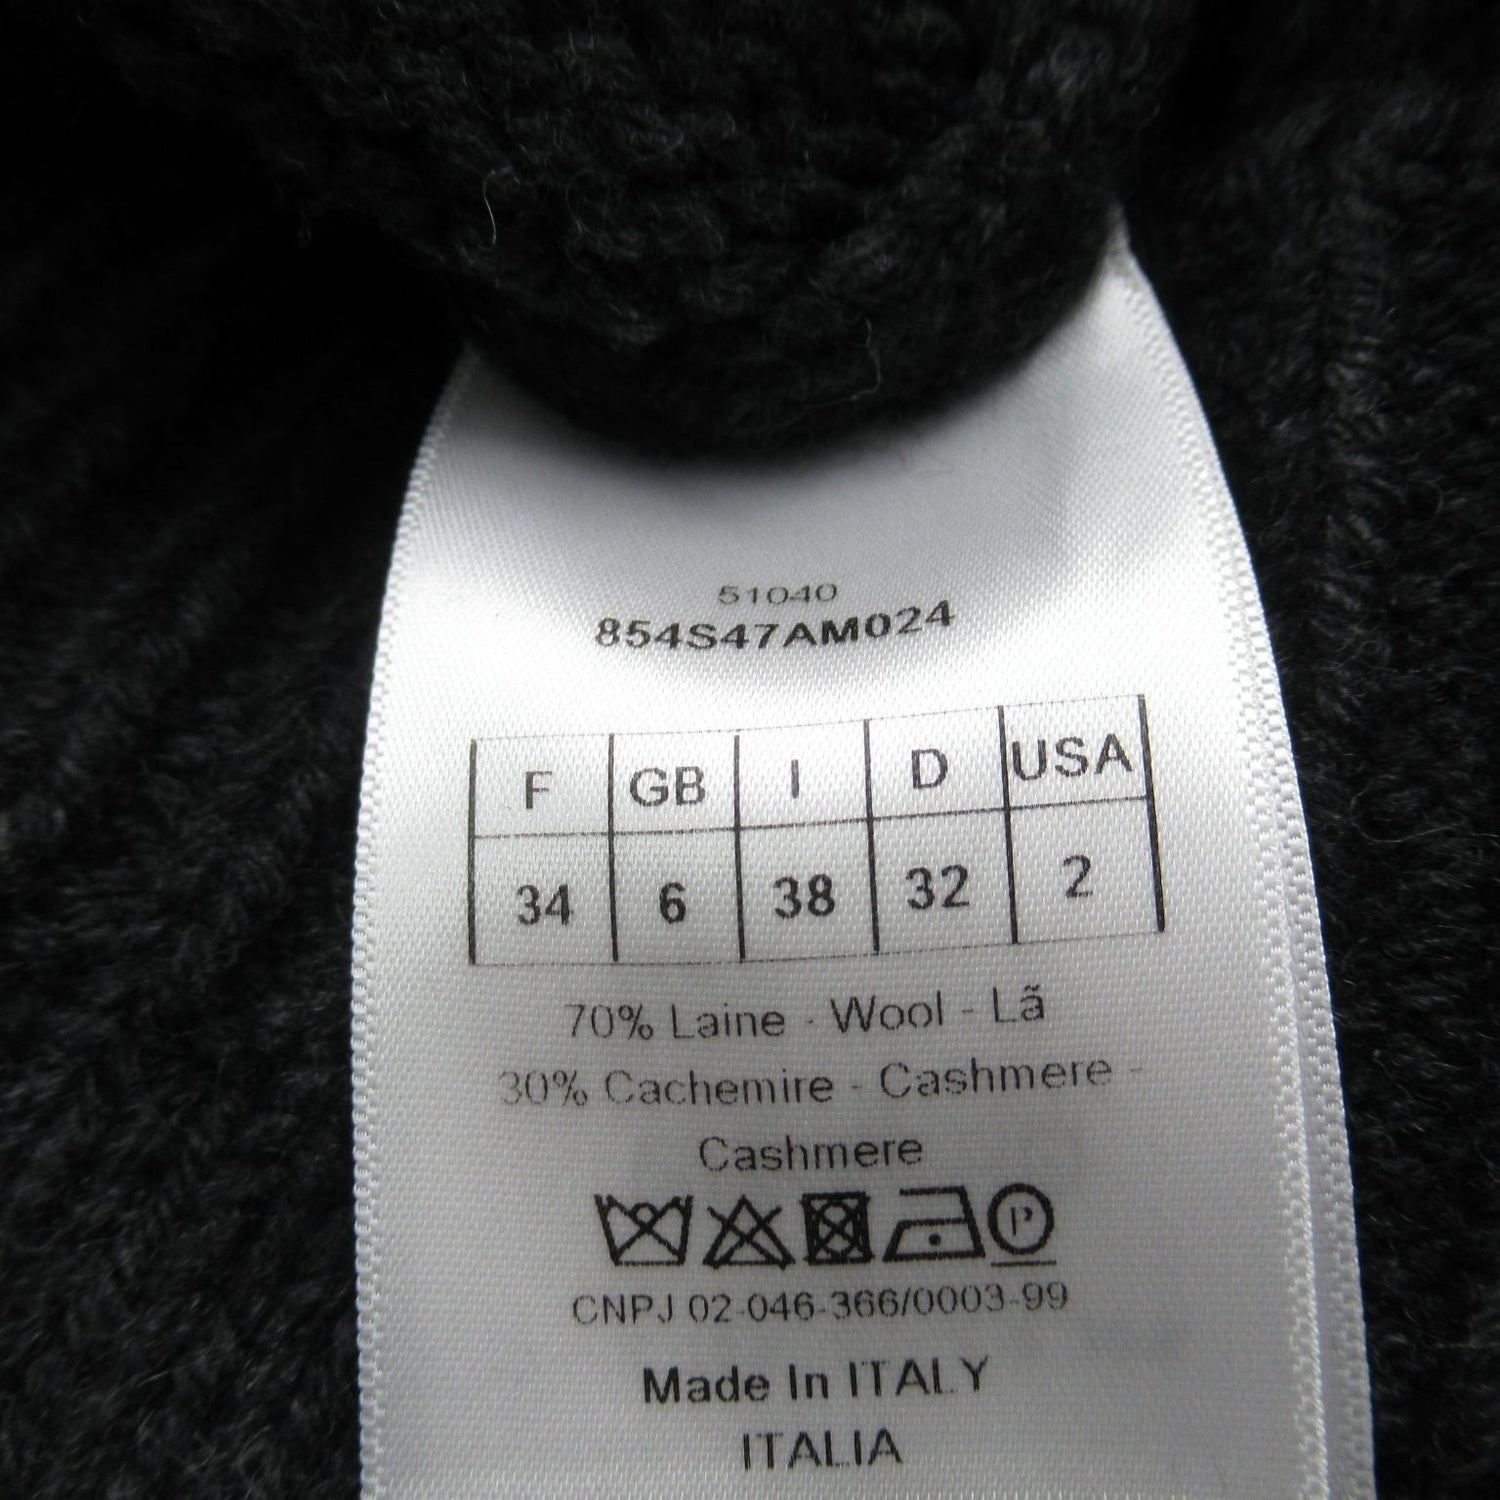 51040
854S47AM024
F GB I D USA
34 6 38 32 2
70% Laine - Wool - Lã
30% Cachemire - Cashmere -
Cashmere
P
CNPJ 02-046-366/0003-99
Made In ITALY
ITALIA